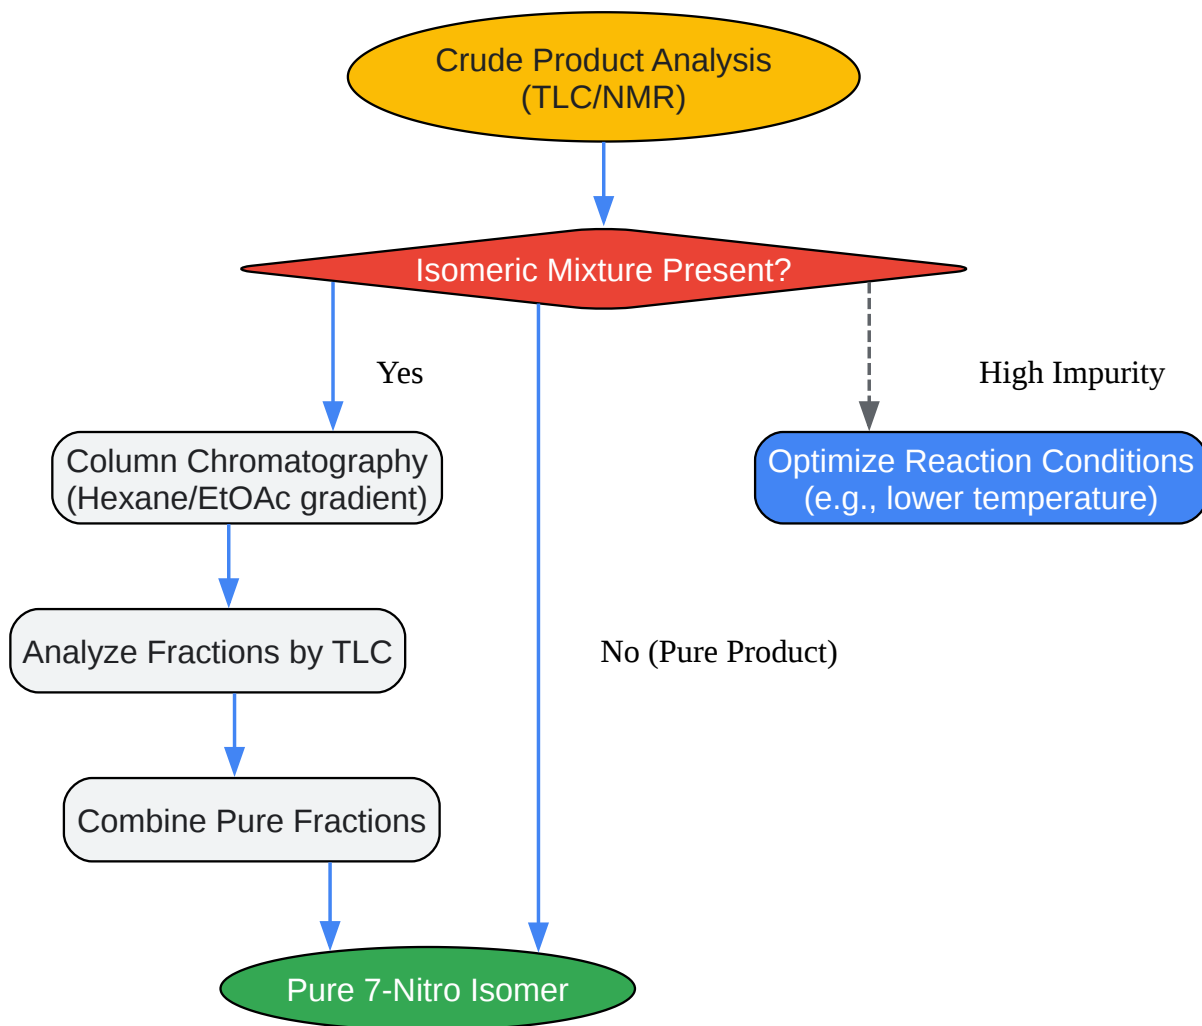 Crude Product Analysis
(TLC/NMR)
Isomeric Mixture Present?
Yes
High Impurity
Column Chromatography
(Hexane/EtOAc gradient)
Optimize Reaction Conditions
(e.g., lower temperature)
Analyze Fractions by TLC
No (Pure Product)
Combine Pure Fractions
Pure 7-Nitro Isomer